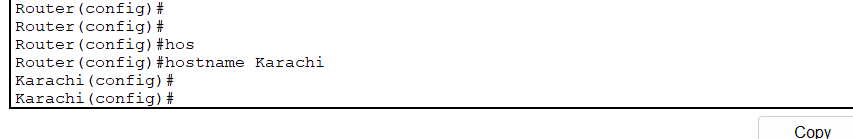 Router(config)#
Router(config)#
Router(config)#hos
Router(config)#hostname Karachi
Karachi(config)#
Karachi(config)#
Copy